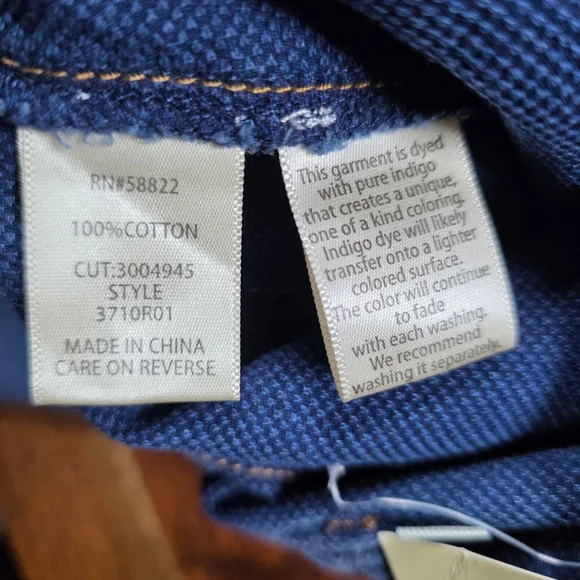 RN#58822
100%COTTON
CUT:3004945
STYLE
3710R01
MADE IN CHINA
CARE ON REVERSE
This garment is dyed
with pure indigo
that creates a unique,
one of a kind coloring.
Indigo dye will likely
transfer onto a lighter
colored surface.
The color will continue
to fade
with each washing.
We recommend
washing it separately.